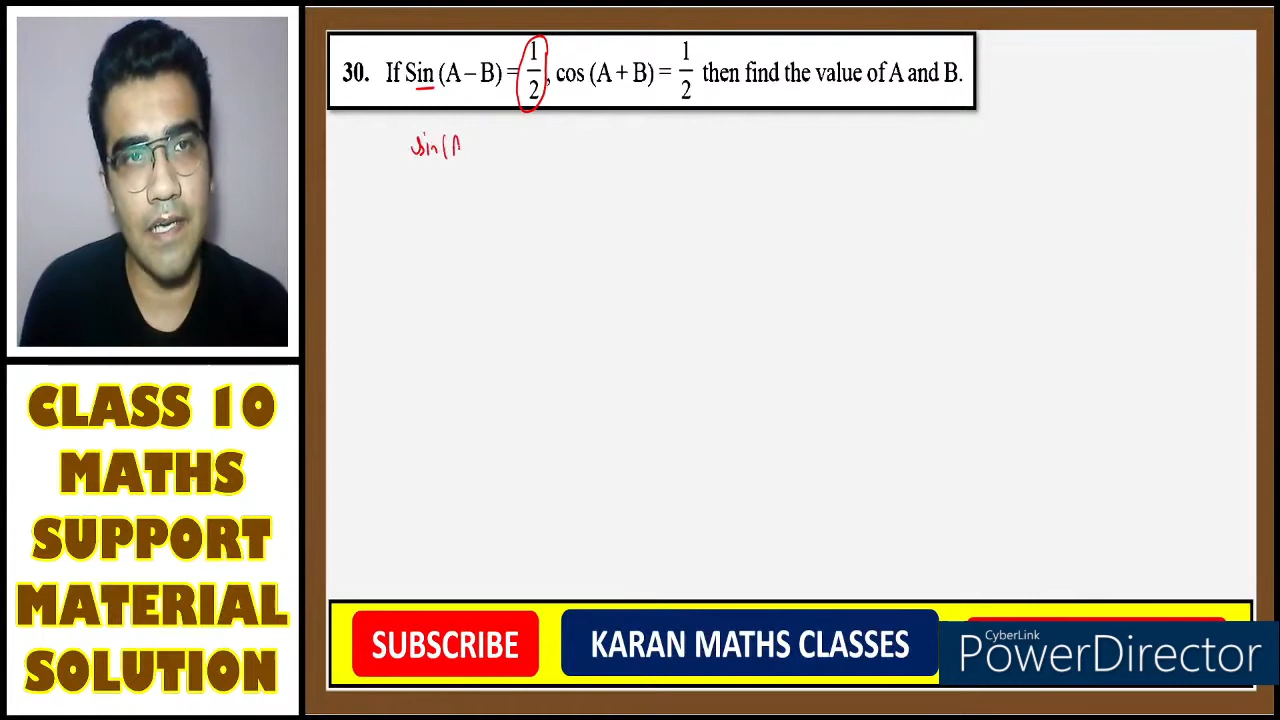 30. If Sin (A – B) = 1/2, cos (A + B) = 1/2 then find the value of A and B.
sin(A
CLASS 10
MATHS
SUPPORT
MATERIAL
SOLUTION
SUBSCRIBE
KARAN MATHS CLASSES
CyberLink
PowerDirector